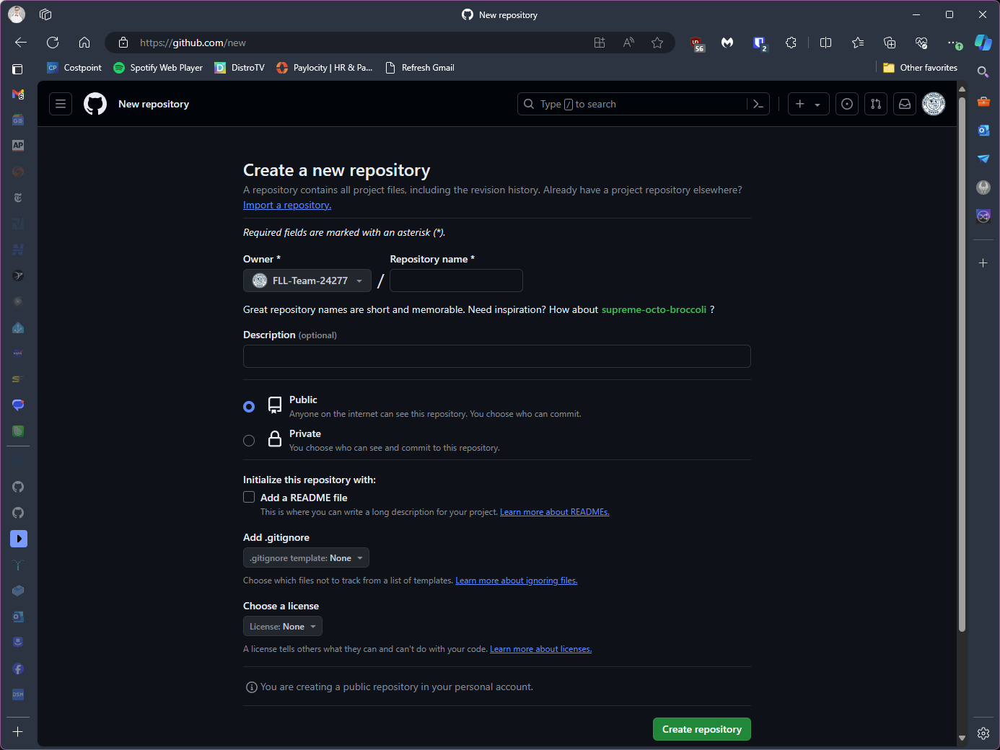 New repository
https://github.com/new
56
2
CP Costpoint
Spotify Web Player
DistroTV
Paylocity | HR & Pa...
Refresh Gmail
Other favorites
6
New repository
Type / to search
GE
AP
Create a new repository
A repository contains all project files, including the revision history. Already have a project repository elsewhere?
Import a repository.
Required fields are marked with an asterisk (*).
Owner *
Repository name *
FLL-Team-24277
/
Great repository names are short and memorable. Need inspiration? How about supreme-octo-broccoli ?
Description (optional)
Public
Anyone on the internet can see this repository. You choose who can commit.
Private
You choose who can see and commit to this repository.
Initialize this repository with:
Add a README file
This is where you can write a long description for your project. Learn more about READMEs.
Add .gitignore
.gitignore template: None
Choose which files not to track from a list of templates. Learn more about ignoring files.
Choose a license
License: None
A license tells others what they can and can't do with your code. Learn more about licenses.
DSM
You are creating a public repository in your personal account.
Create repository